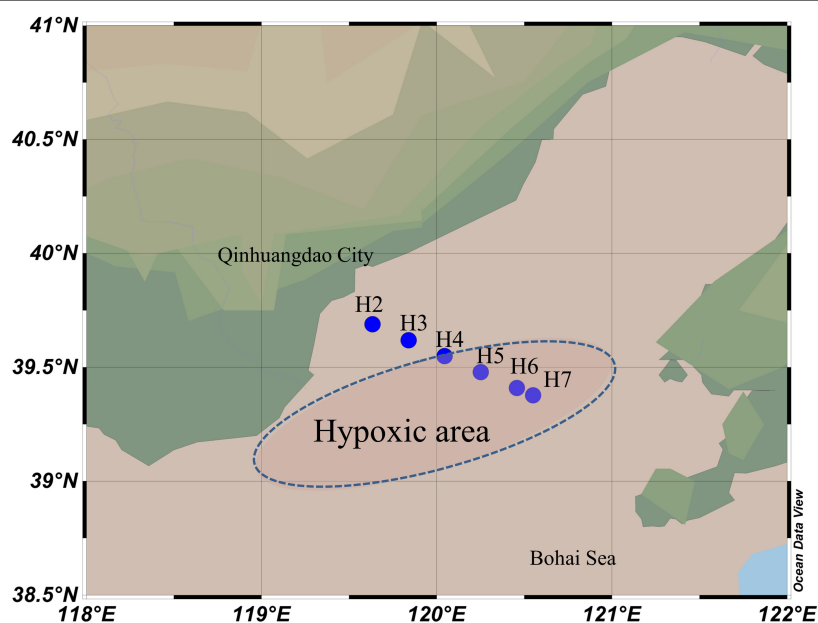 41°N
40.5°N
40°N
39.5°N
39°N
38.5°N
Qinhuangdao City
H2
H3
H4
H5
H6
H7
Hypoxic area
Bohai Sea
Ocean Data View
118°E
119°E
120°E
121°E
122°E